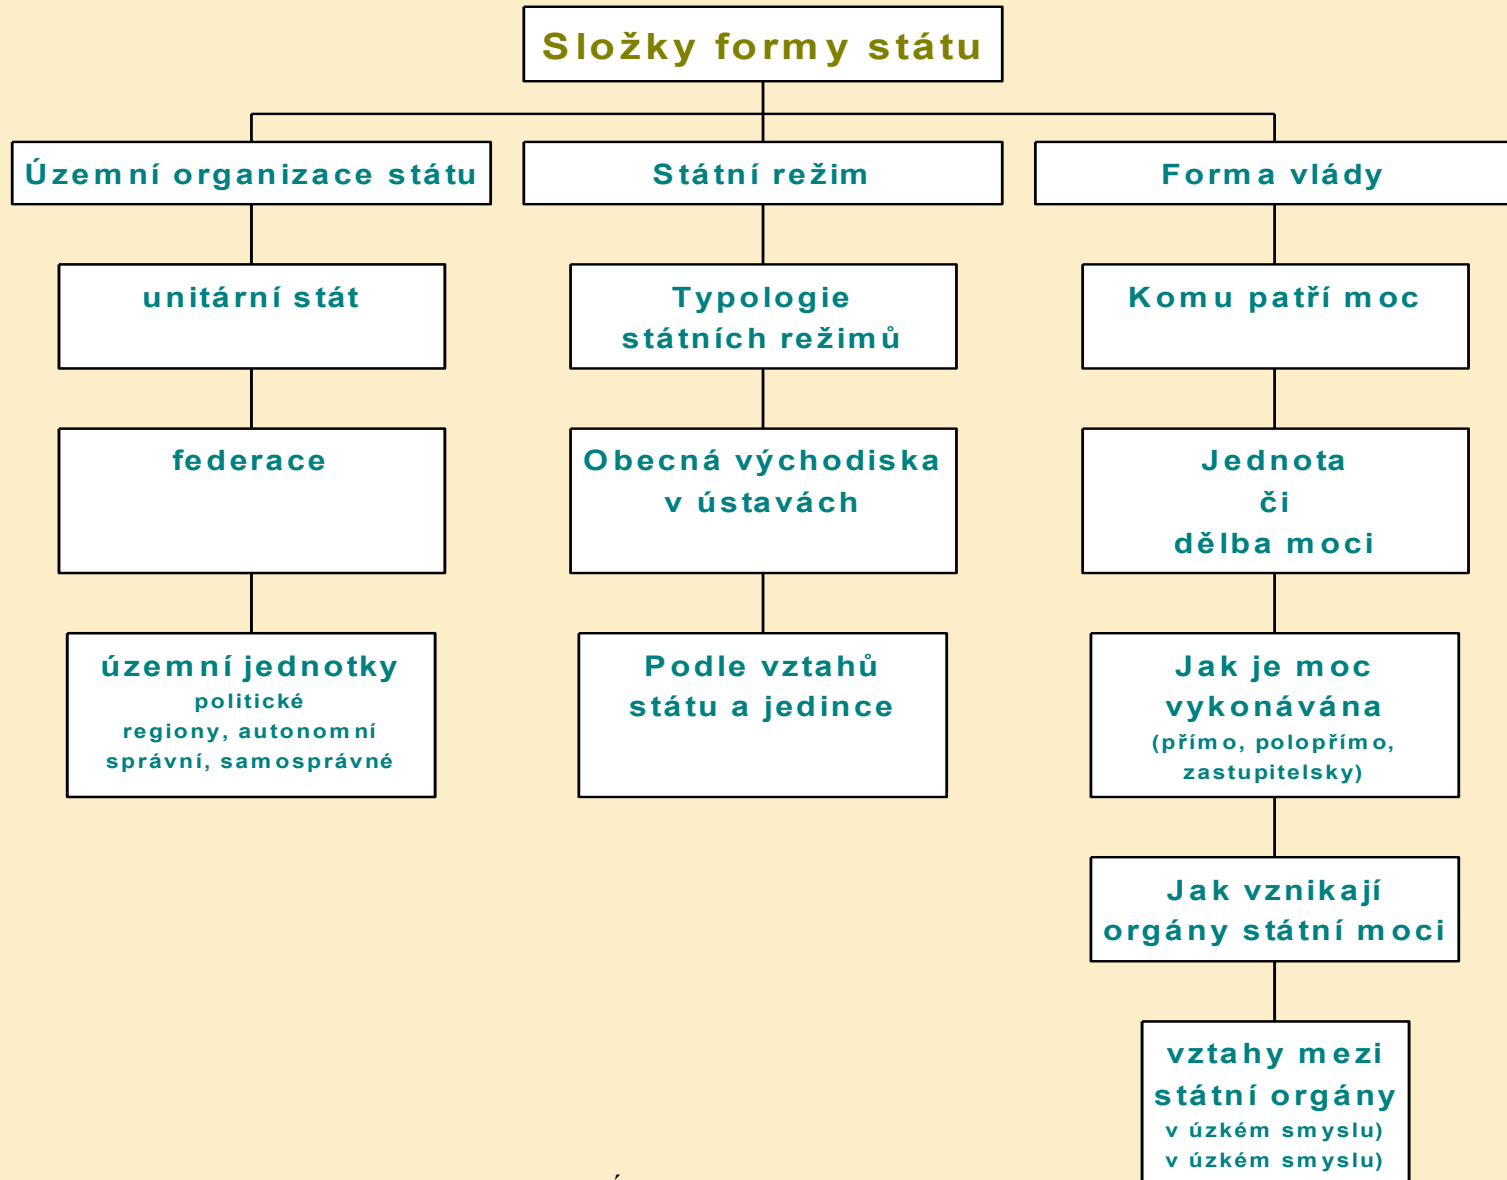 Složky formy státu
Územní organizace státu
Státní režim
Forma vlády
unitární stát
Typologie
státních režimů
Komu patří moc
federace
Obecná východiska
v ústavách
Jednota
či
dělba moci
územní jednotky
politické
regiony, autonomní
správní, samosprávné
Podle vztahů
státu a jedince
Jak je moc
vykonávána
(přímo, polopřímo,
zastupitelsky)
Jak vznikají
orgány státní moci
vztahy mezi
státní orgány
v úzkém smyslu)
v úzkém smyslu)